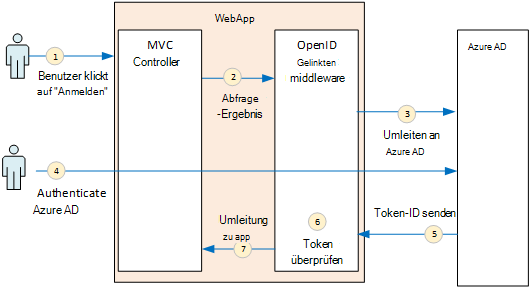 WebApp
MVC
Controller
OpenID
Gelinkten
middleware
Azure AD
1
Benutzer klickt
auf "Anmelden"
2
Abfrage
-Ergebnis
3
Umleiten an
Azure AD
4
Authenticate
Azure AD
Token-ID senden
5
6
Token
überprüfen
Umleitung
zu app
7